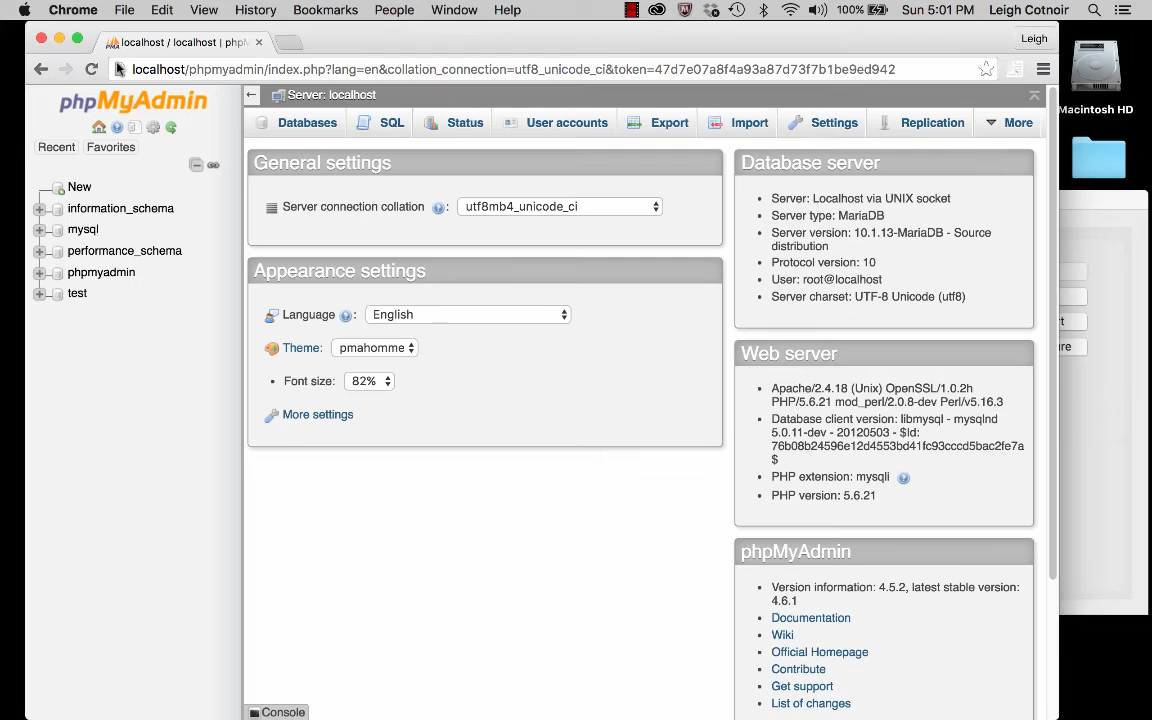 Chrome File Edit View History Bookmarks People Window Help 100% Sun 5:01 PM Leigh Cotnoir
localhost / localhost | phpM
Leigh
localhost/phpmyadmin/index.php?lang=en&collation_connection=utf8_unicode_ci&token=47d7e07a8f4a93a87d73f7b1be9ed942
Macintosh HD
phpMyAdmin
Recent Favorites
New
information_schema
mysql
performance_schema
phpmyadmin
test
Server: localhost
Databases SQL Status User accounts Export Import Settings Replication More
General settings
Server connection collation : utf8mb4_unicode_ci
Appearance settings
Language : English
Theme: pmahomme
• Font size: 82%
More settings
Database server
• Server: Localhost via UNIX socket
• Server type: MariaDB
• Server version: 10.1.13-MariaDB - Source
distribution
• Protocol version: 10
• User: root@localhost
• Server charset: UTF-8 Unicode (utf8)
Web server
• Apache/2.4.18 (Unix) OpenSSL/1.0.2h
PHP/5.6.21 mod_perl/2.0.8-dev Perl/v5.16.3
• Database client version: libmysql - mysqlnd
5.0.11-dev - 20120503 - $Id:
76b08b24596e12d4553bd41fc93cccd5bac2fe7a
$
• PHP extension: mysqli
• PHP version: 5.6.21
phpMyAdmin
• Version information: 4.5.2, latest stable version:
4.6.1
• Documentation
• Wiki
• Official Homepage
• Contribute
• Get support
• List of changes
Console